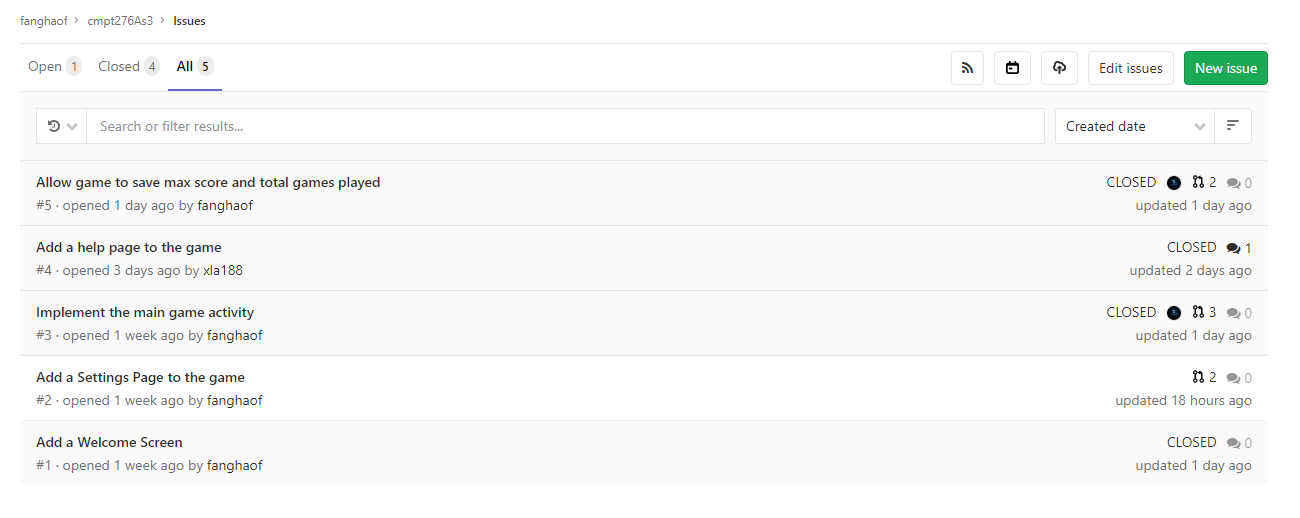 fanghaof > cmpt276As3 > Issues
Open 1 Closed 4 All 5 Edit issues New issue
Search or filter results... Created date
Allow game to save max score and total games played CLOSED 2 0
#5 · opened 1 day ago by fanghaof updated 1 day ago
Add a help page to the game CLOSED 1
#4 · opened 3 days ago by xla188 updated 2 days ago
Implement the main game activity CLOSED 3 0
#3 · opened 1 week ago by fanghaof updated 1 day ago
Add a Settings Page to the game 2 0
#2 · opened 1 week ago by fanghaof updated 18 hours ago
Add a Welcome Screen CLOSED 0
#1 · opened 1 week ago by fanghaof updated 1 day ago